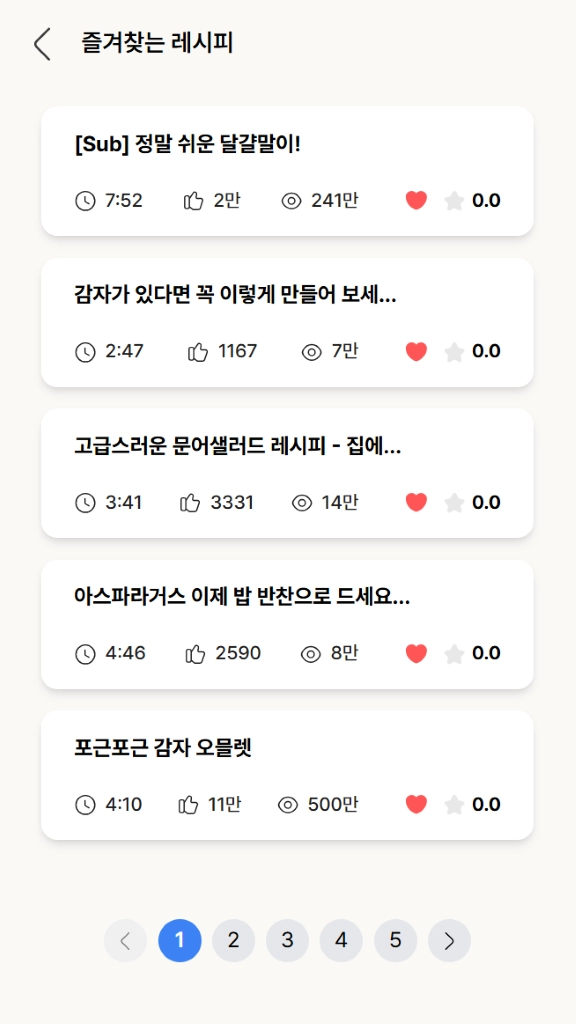 즐겨찾는 레시피
[Sub] 정말 쉬운 달걀말이!
7:52 2만 241만 0.0
감자가 있다면 꼭 이렇게 만들어 보세...
2:47 1167 7만 0.0
고급스러운 문어샐러드 레시피 - 집에...
3:41 3331 14만 0.0
아스파라거스 이제 밥 반찬으로 드세요...
4:46 2590 8만 0.0
포근포근 감자 오믈렛
4:10 11만 500만 0.0
1 2 3 4 5